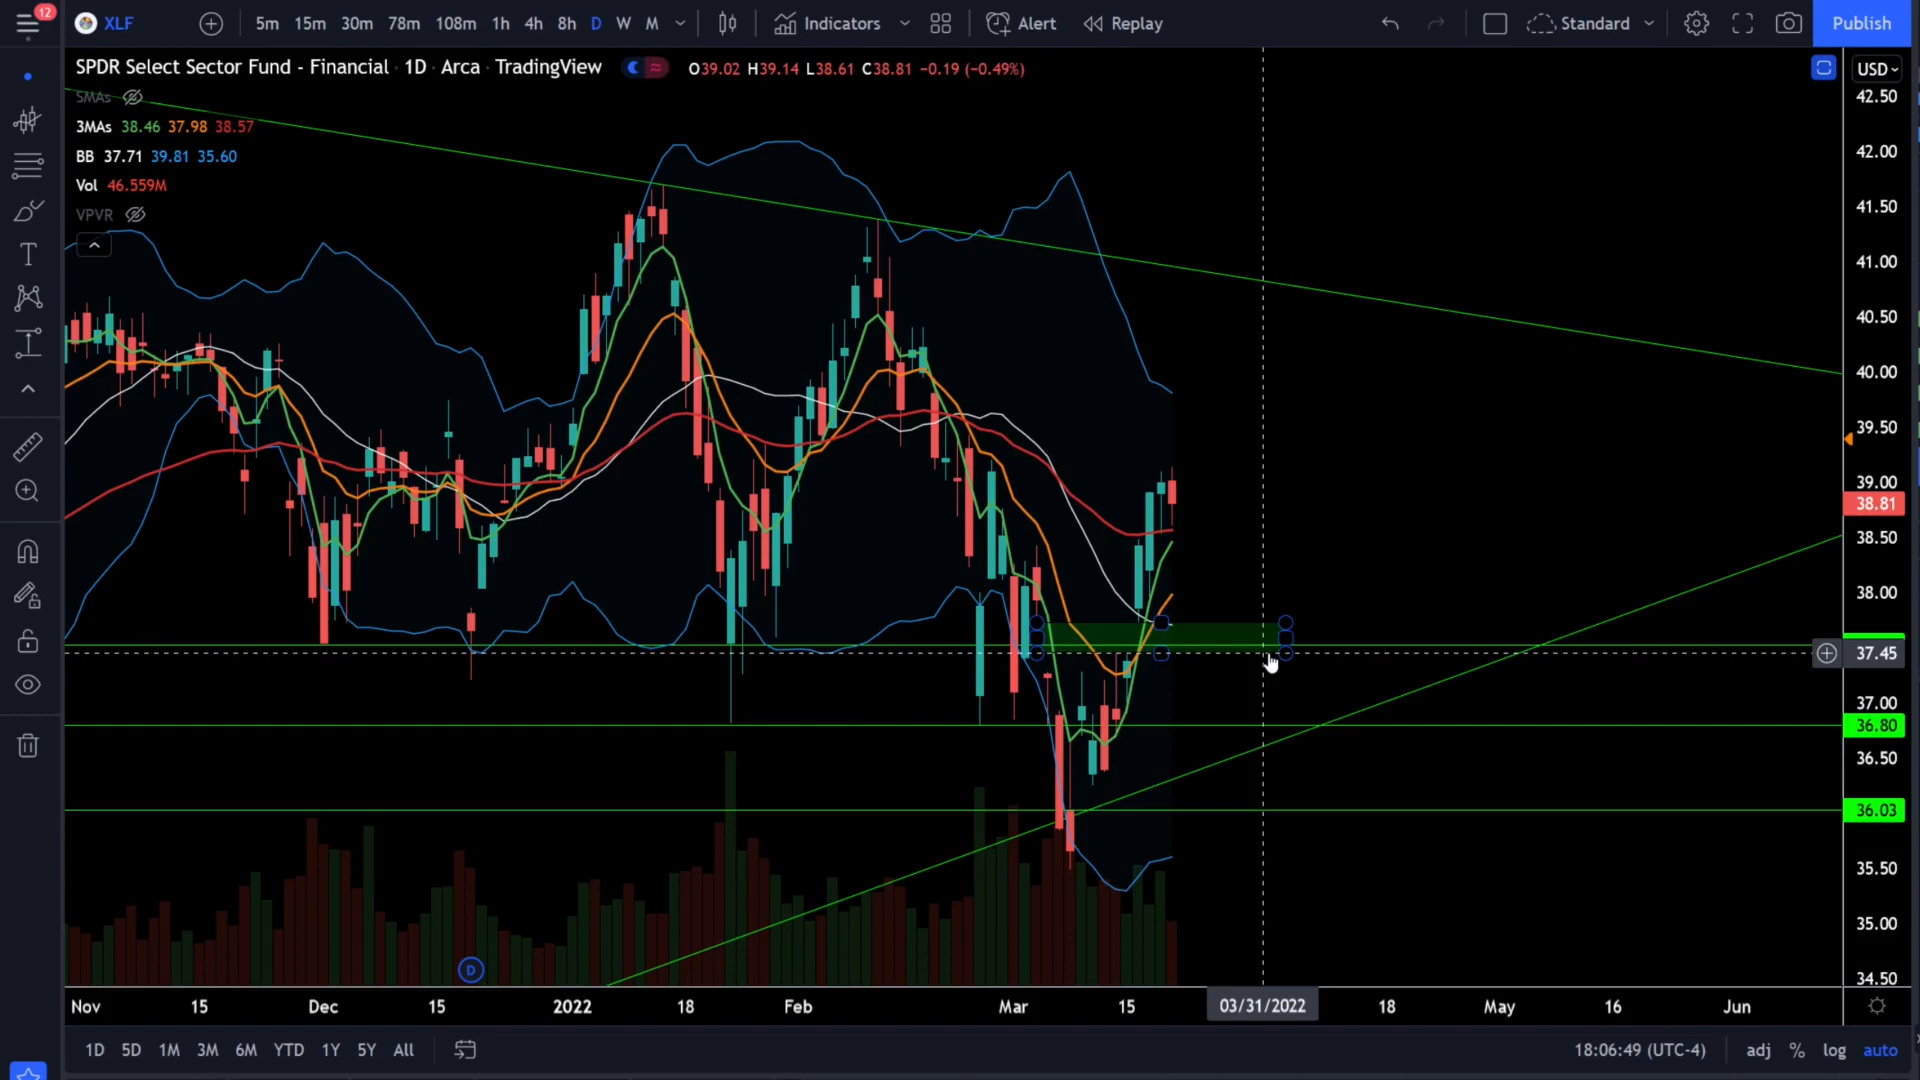 12
XLF 5m 15m 30m 78m 108m 1h 4h 8h D W M Indicators Alert Replay Standard Publish
SPDR Select Sector Fund - Financial · 1D · Arca · TradingView O39.02 H39.14 L38.61 C38.81 −0.19 (−0.49%)
USD
SMAs
3MAs 38.46 37.98 38.57
BB 37.71 39.81 35.60
Vol 46.559M
VPVR
T
42.50
42.00
41.50
41.00
40.50
40.00
39.50
39.00
38.81
38.50
38.00
37.45
37.00
36.80
36.50
36.03
35.50
35.00
34.50
D
Nov 15 Dec 15 2022 18 Feb Mar 15 03/31/2022 18 May 16 Jun
1D 5D 1M 3M 6M YTD 1Y 5Y All 18:06:49 (UTC-4) adj % log auto